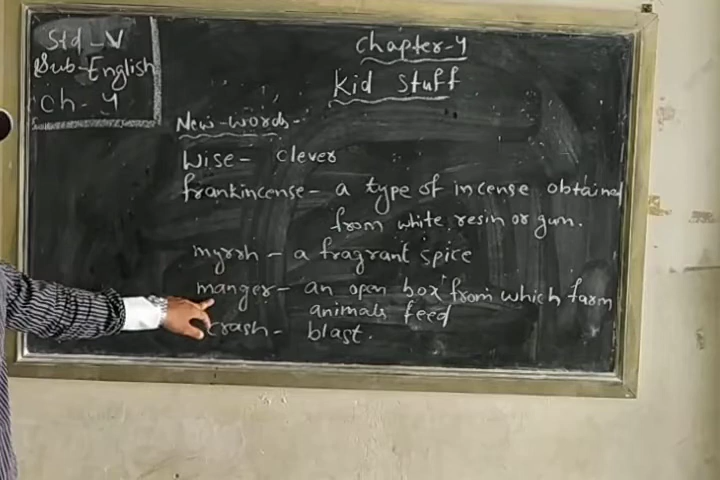 Std - V
Sub - English
Ch - 4
Chapter - 4
Kid Stuff
New words -
Wise - Clever
frankincense - a type of incense obtained
from white resin or gum.
myrrh - a fragrant spice
manger - an open box from which farm
animals feed
crash - blast.